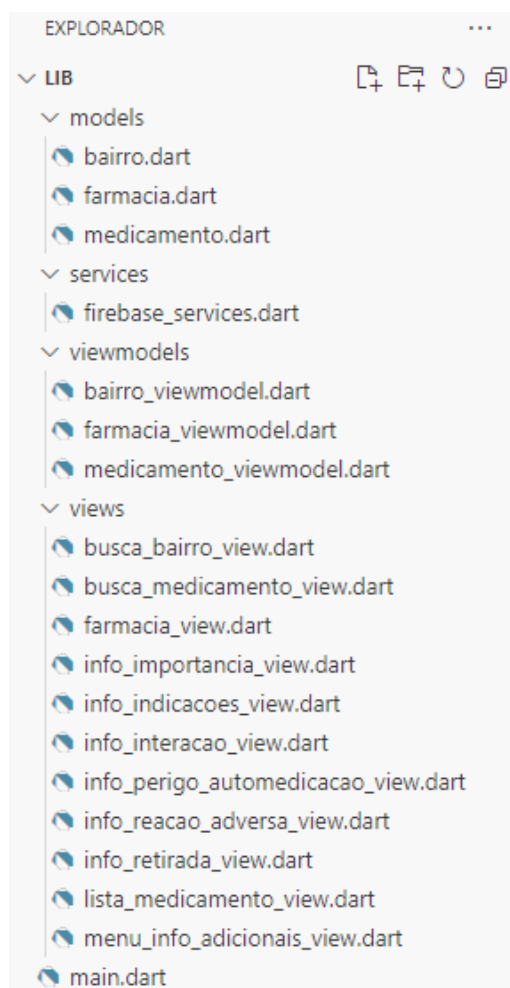 EXPLORADOR ...
LIB
models
bairro.dart
farmacia.dart
medicamento.dart
services
firebase_services.dart
viewmodels
bairro_viewmodel.dart
farmacia_viewmodel.dart
medicamento_viewmodel.dart
views
busca_bairro_view.dart
busca_medicamento_view.dart
farmacia_view.dart
info_importancia_view.dart
info_indicacoes_view.dart
info_interacao_view.dart
info_perigo_automedicacao_view.dart
info_reacao_adversa_view.dart
info_retirada_view.dart
lista_medicamento_view.dart
menu_info_adicionais_view.dart
main.dart